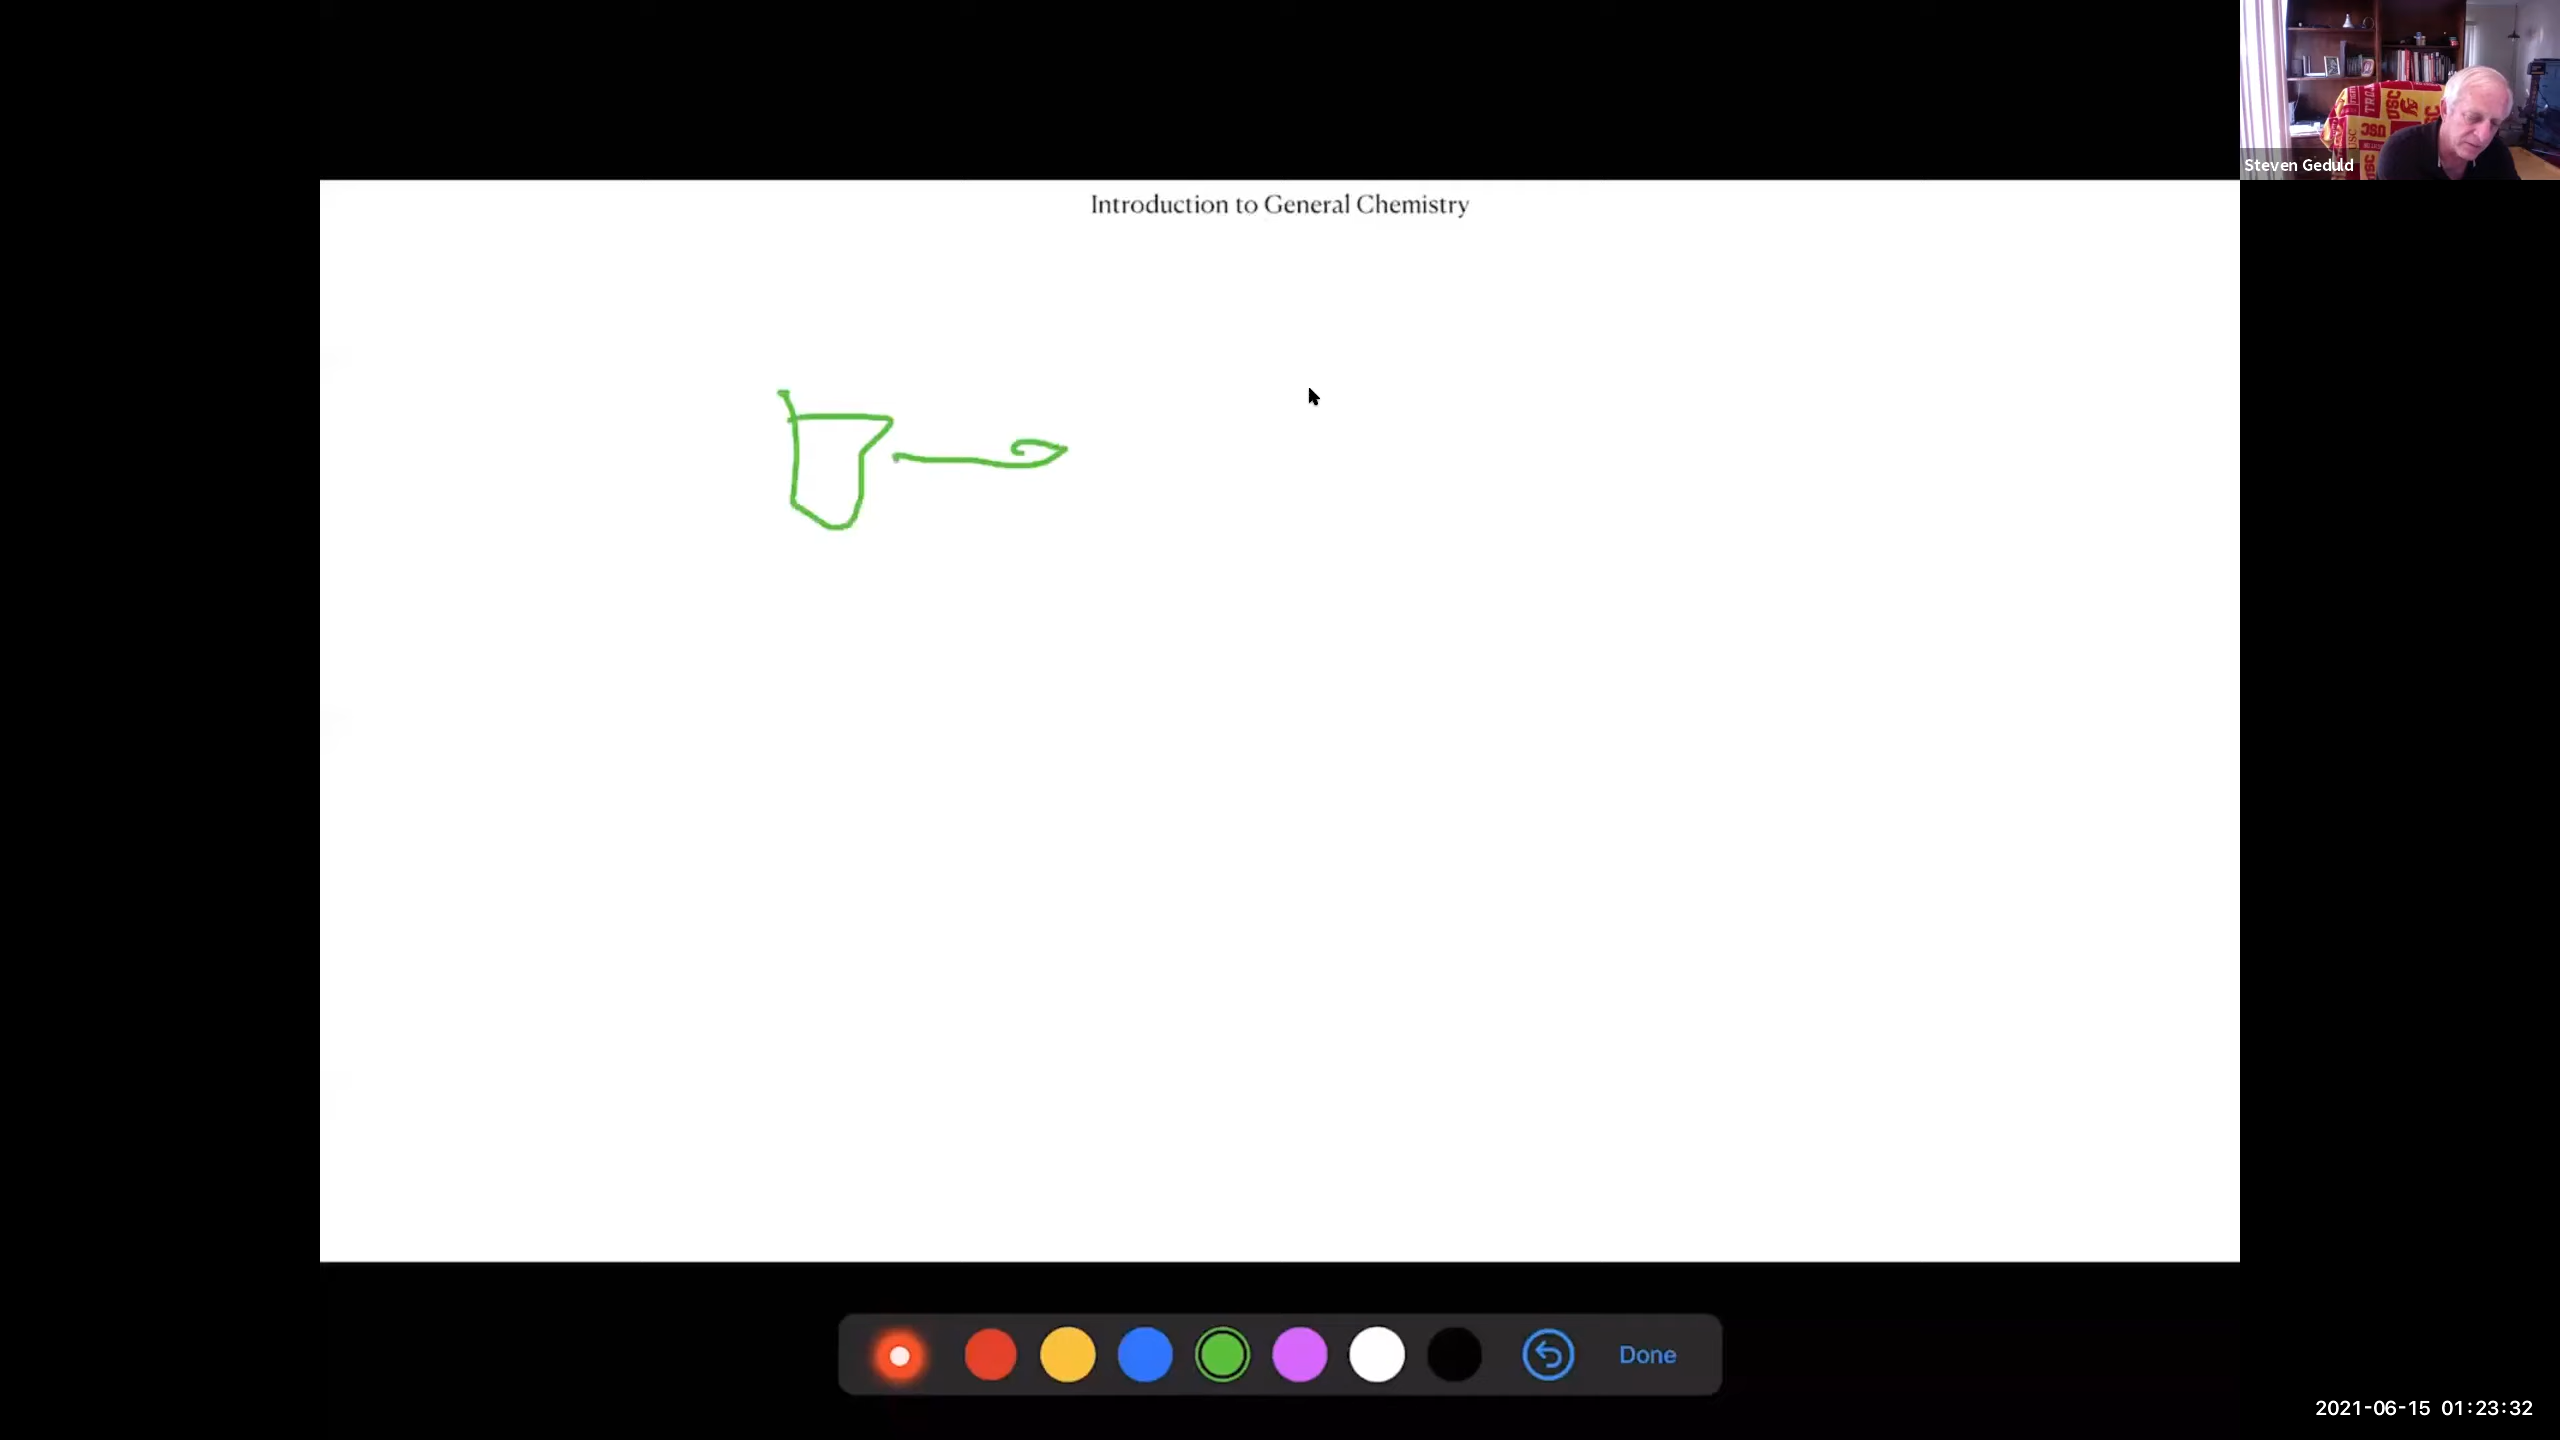 Steven Geduld
Introduction to General Chemistry
Done
2021-06-15 01:23:32